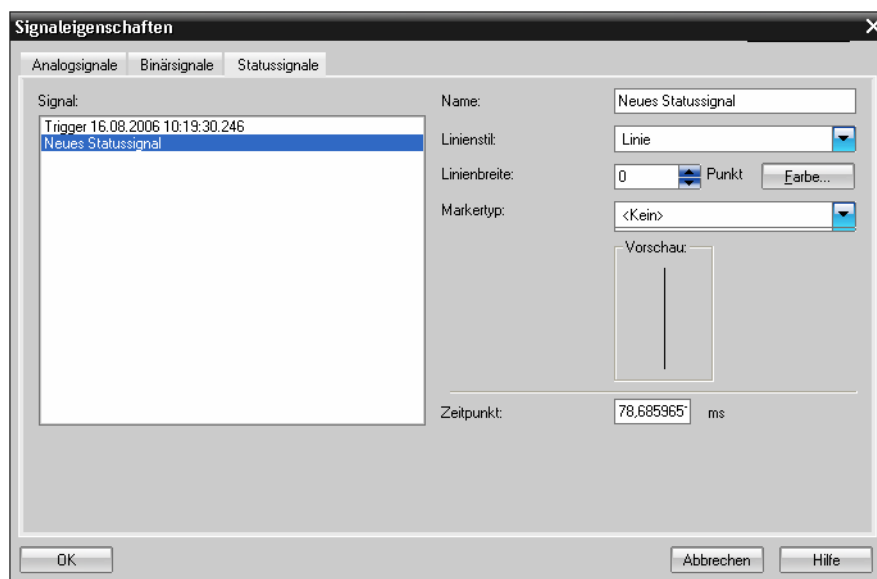 Signaleigenschaften
Analogsignale Binärsignale Statussignale
Signal:
Trigger 16.08.2006 10:19:30.246
Neues Statussignal
Name: Neues Statussignal
Linienstil: Linie
Linienbreite: 0 Punkt Farbe...
Markertyp: <Kein>
Vorschau:
Zeitpunkt: 78,685965 ms
OK Abbrechen Hilfe